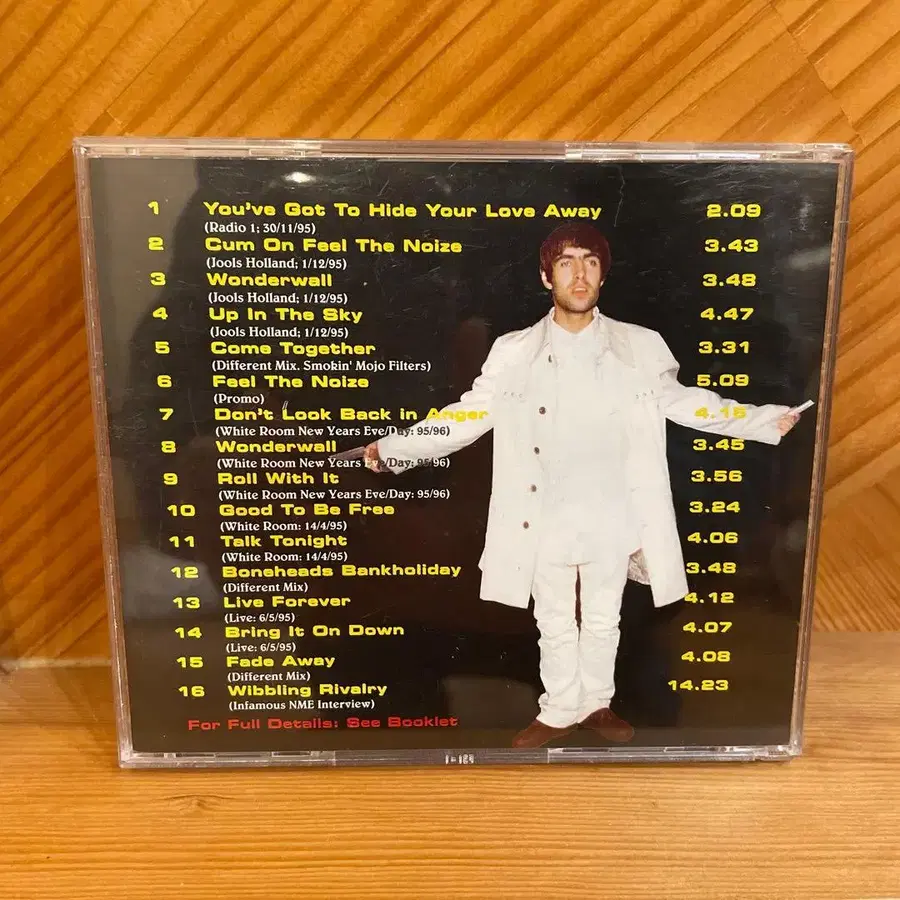 1 You've Got To Hide Your Love Away 2.09
(Radio 1; 30/11/95)
2 Cum On Feel The Noize 3.43
(Jools Holland; 1/12/95)
3 Wonderwall 3.48
(Jools Holland; 1/12/95)
4 Up In The Sky 4.47
(Jools Holland; 1/12/95)
5 Come Together 3.31
(Different Mix. Smokin' Mojo Filters)
6 Feel The Noize 5.09
(Promo)
7 Don't Look Back in Anger 4.15
(White Room New Years Eve/Day: 95/96)
8 Wonderwall 3.45
(White Room New Years Eve/Day: 95/96)
9 Roll With It 3.56
(White Room New Years Eve/Day: 95/96)
10 Good To Be Free 3.24
(White Room: 14/4/95)
11 Talk Tonight 4.06
(White Room: 14/4/95)
12 Boneheads Bankholiday 3.48
(Different Mix)
13 Live Forever 4.12
(Live: 6/5/95)
14 Bring It On Down 4.07
(Live: 6/5/95)
15 Fade Away 4.08
(Different Mix)
16 Wibbling Rivalry 14.23
(Infamous NME Interview)
For Full Details: See Booklet